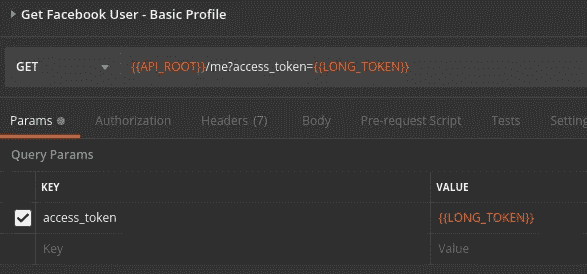 Get Facebook User - Basic Profile
GET {{API_ROOT}}/me?access_token={{LONG_TOKEN}}
Params Authorization Headers (7) Body Pre-request Script Tests Setting
Query Params
KEY VALUE
access_token {{LONG_TOKEN}}
Key Value